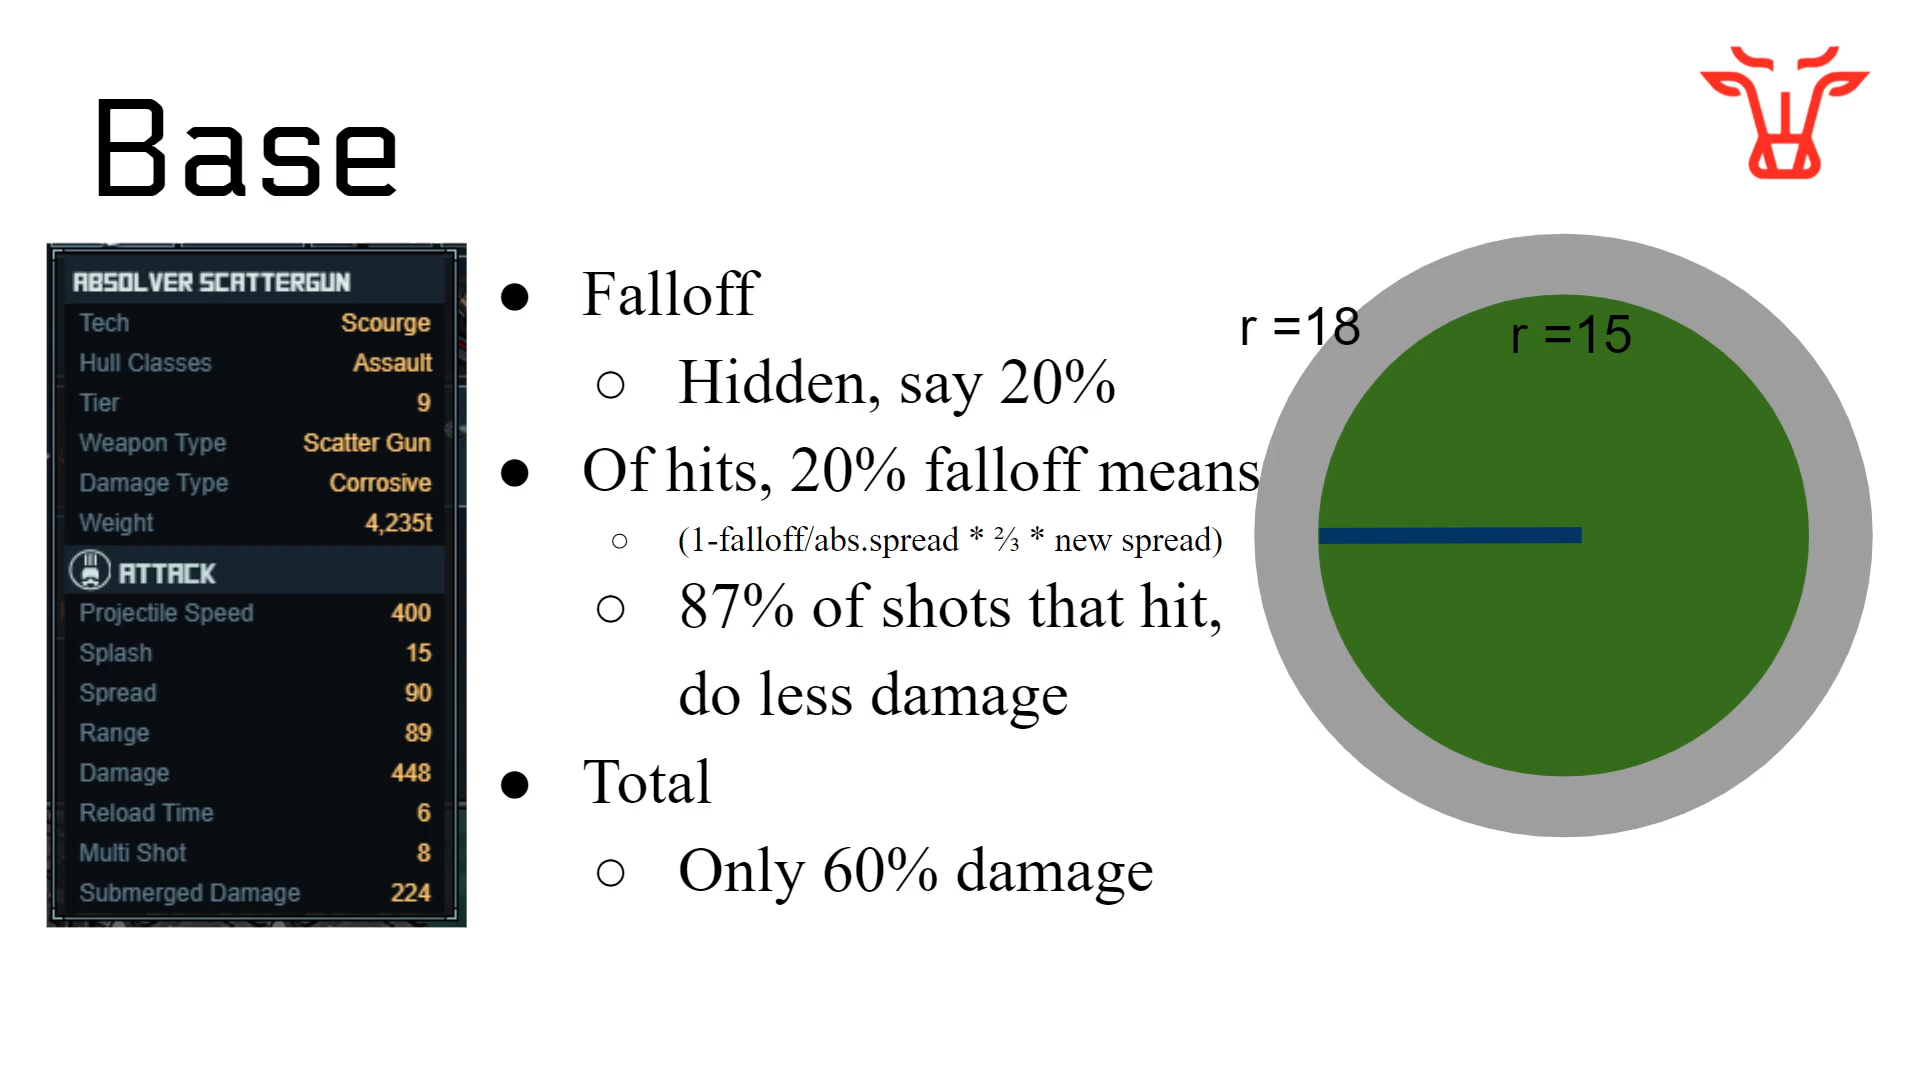 Base
ABSOLVER SCATTERGUN
Tech Scourge
Hull Classes Assault
Tier 9
Weapon Type Scatter Gun
Damage Type Corrosive
Weight 4,235t
ATTACK
Projectile Speed 400
Splash 15
Spread 90
Range 89
Damage 448
Reload Time 6
Multi Shot 8
Submerged Damage 224
● Falloff
○ Hidden, say 20%
● Of hits, 20% falloff means
○ (1-falloff/abs.spread * ⅔ * new spread)
○ 87% of shots that hit,
do less damage
● Total
○ Only 60% damage
r =18
r =15